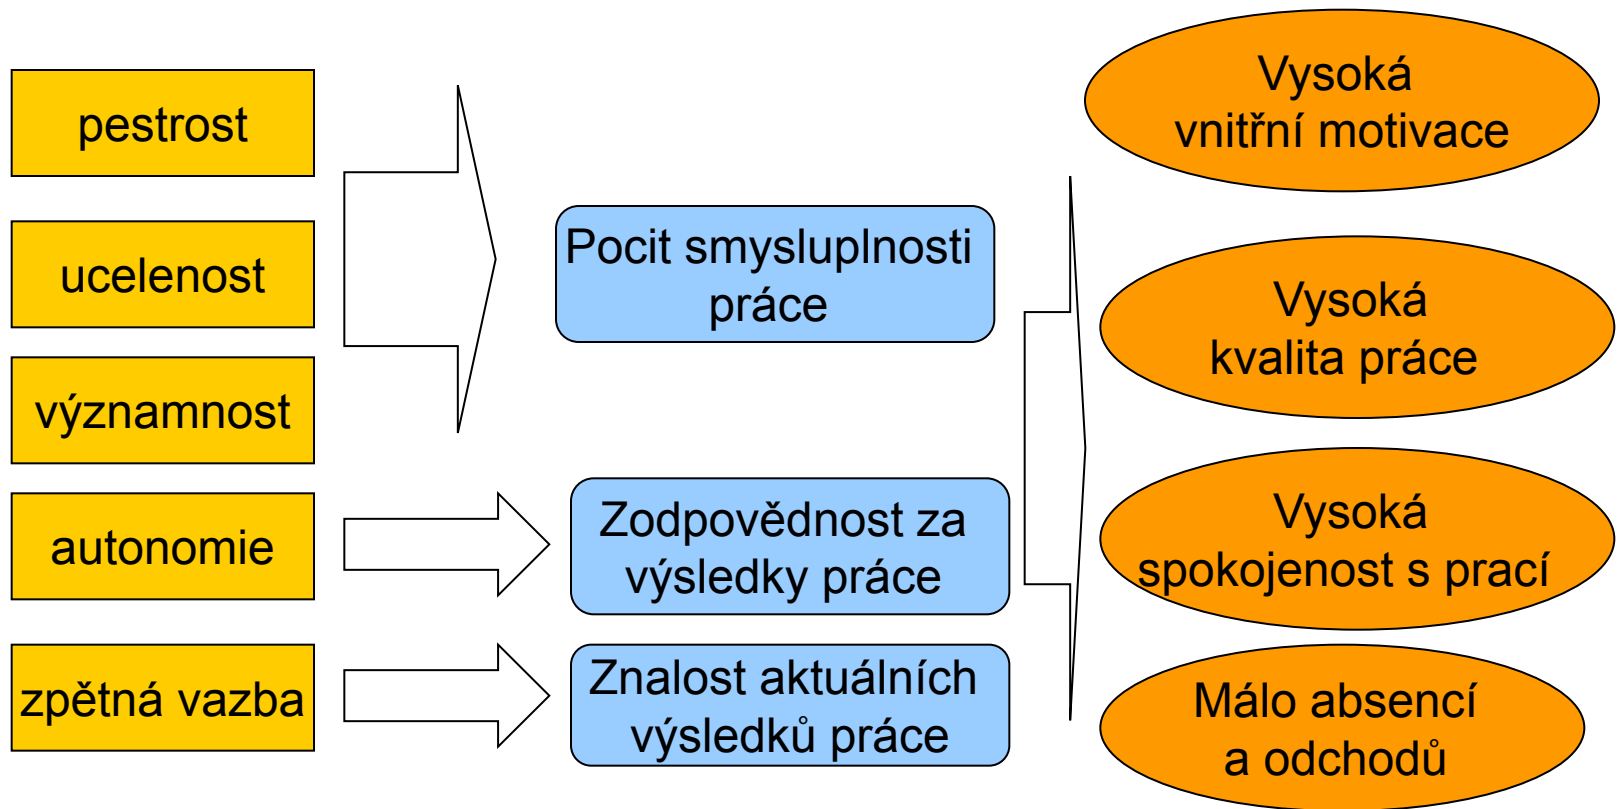 pestrost
ucelenost
významnost
autonomie
zpětná vazba
Pocit smysluplnosti
práce
Zodpovědnost za
výsledky práce
Znalost aktuálních
výsledků práce
Vysoká
vnitřní motivace
Vysoká
kvalita práce
Vysoká
spokojenost s prací
Málo absencí
a odchodů